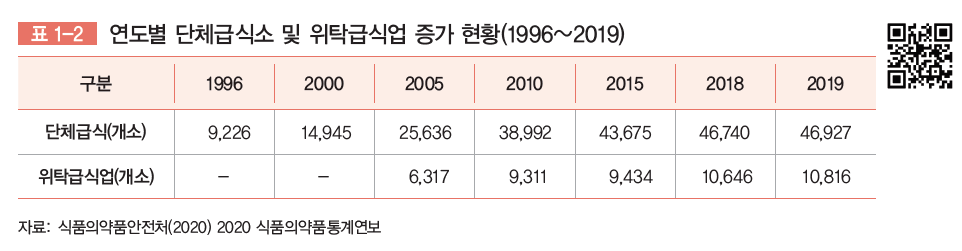 표 1-2 연도별 단체급식소 및 위탁급식업 증가 현황(1996~2019)
구분 1996 2000 2005 2010 2015 2018 2019
단체급식(개소) 9,226 14,945 25,636 38,992 43,675 46,740 46,927
위탁급식업(개소) - - 6,317 9,311 9,434 10,646 10,816
자료: 식품의약품안전처(2020) 2020 식품의약품통계연보